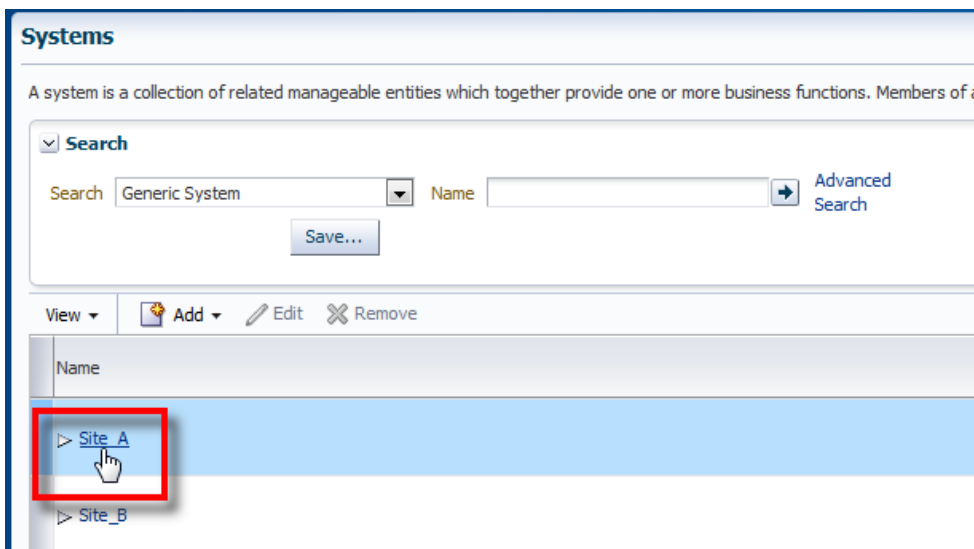 Systems
A system is a collection of related manageable entities which together provide one or more business functions. Members of
Search
Search Generic System Name Advanced
Search
Save...
View Add Edit Remove
Name
Site_A
Site_B